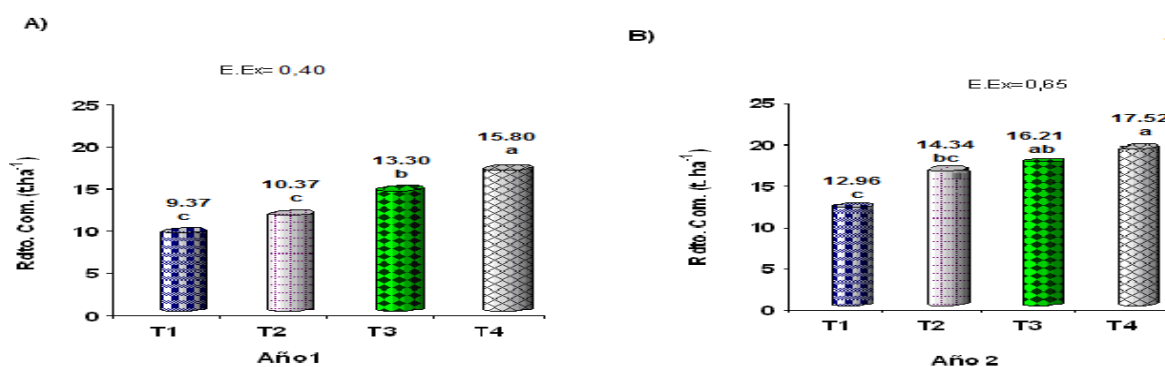 A)
E.Ex= 0,40
Rdto. Com. (t.ha⁻¹)
25
20
15
10
5
0
9.37
c
10.37
c
13.30
b
15.80
a
T1
T2
T3
T4
Año1
B)
E.Ex=0,65
Rdto. Com. (t. ha⁻¹)
25
20
15
10
5
0
12.96
c
14.34
bc
16.21
ab
17.52
a
T1
T2
T3
T4
Año 2